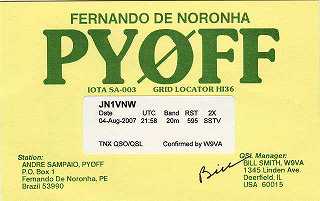 FERNANDO DE NORONHA
PYØFF
IOTA SA-003 GRID LOCATOR HI36
JN1VNW
Date UTC Band RST 2X
04-Aug-2007 21:58 20m 595 SSTV
TNX QSO/QSL Confirmed by W9VA
Station:
ANDRE SAMPAIO, PYØFF
P.O. Box 1
Fernando De Noronha, PE
Brazil 53990
Bill
QSL Manager:
BILL SMITH, W9VA
1345 Linden Ave.
Deerfield, IL
USA 60015